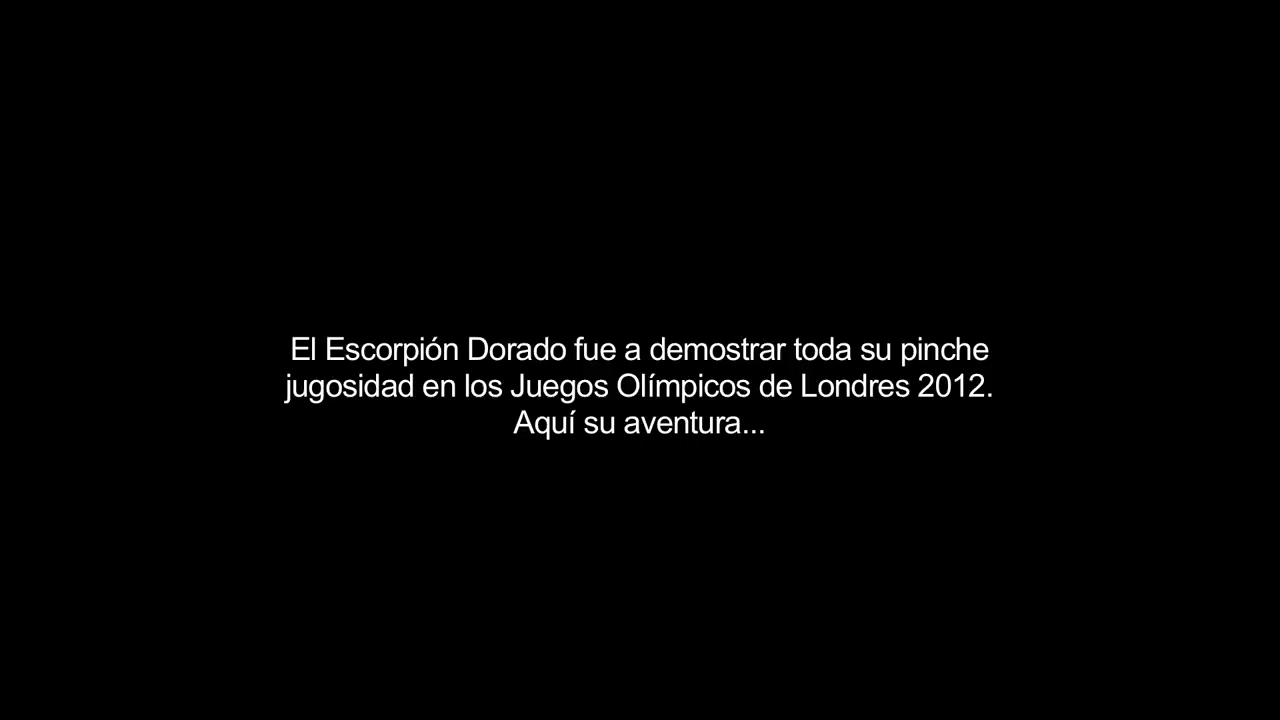 El Escorpión Dorado fue a demostrar toda su pinche
jugosidad en los Juegos Olímpicos de Londres 2012.
Aquí su aventura...